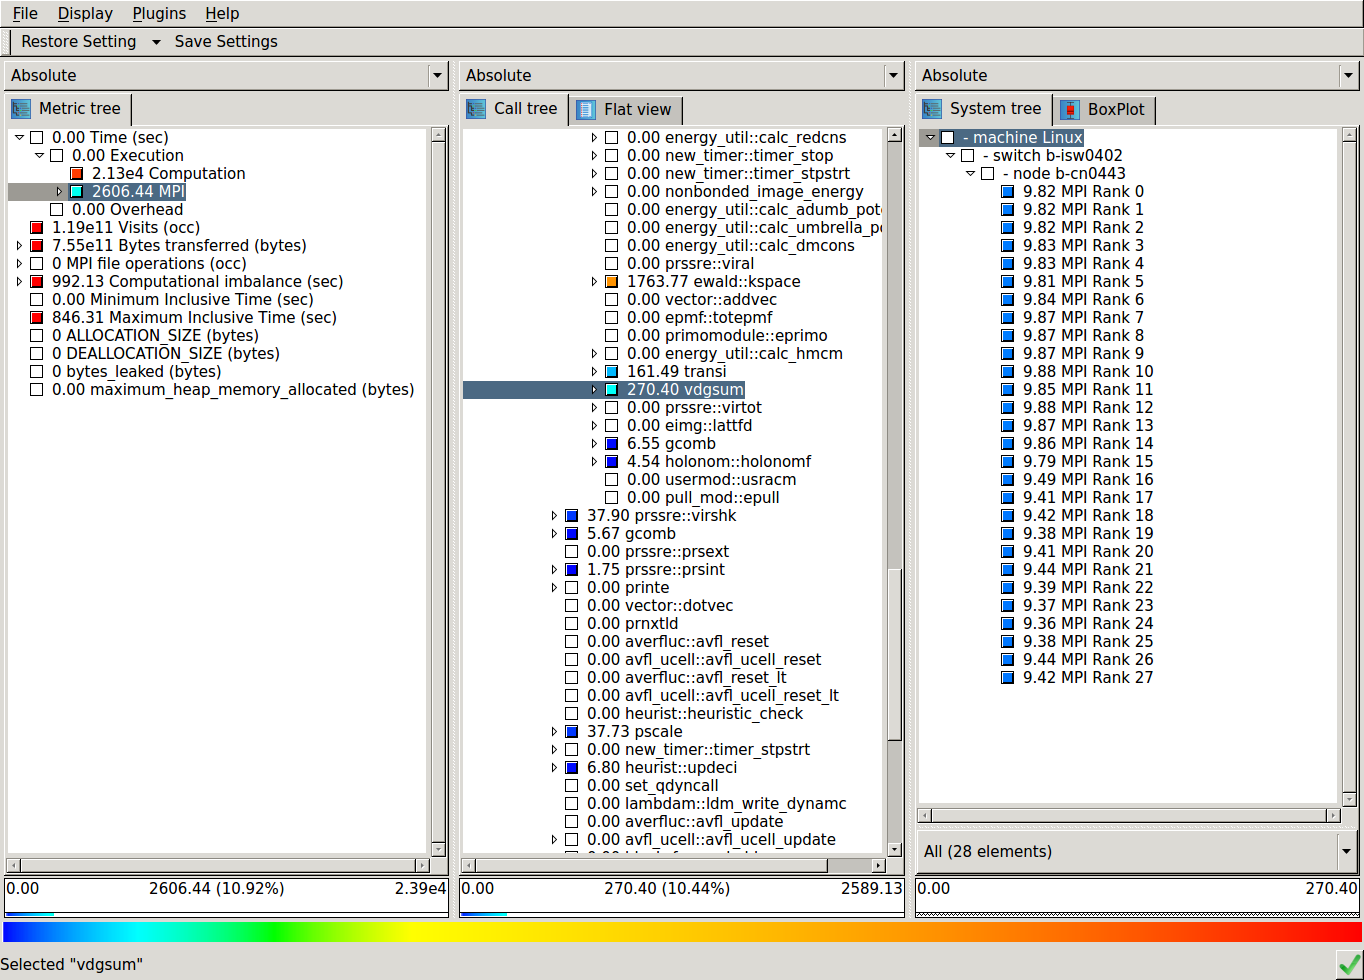 File Display Plugins Help
Restore Setting Save Settings
Absolute
Metric tree
0.00 Time (sec)
0.00 Execution
2.13e4 Computation
2606.44 MPI
0.00 Overhead
1.19e11 Visits (occ)
7.55e11 Bytes transferred (bytes)
0 MPI file operations (occ)
992.13 Computational imbalance (sec)
0.00 Minimum Inclusive Time (sec)
846.31 Maximum Inclusive Time (sec)
0 ALLOCATION_SIZE (bytes)
0 DEALLOCATION_SIZE (bytes)
0 bytes_leaked (bytes)
0.00 maximum_heap_memory_allocated (bytes)
0.00 2606.44 (10.92%) 2.39e4
Absolute
Call tree Flat view
0.00 energy_util::calc_redcns
0.00 new_timer::timer_stop
0.00 new_timer::timer_stpstrt
0.00 nonbonded_image_energy
0.00 energy_util::calc_adumb_pot
0.00 energy_util::calc_umbrella_p
0.00 energy_util::calc_dmcons
0.00 prssre::viral
1763.77 ewald::kspace
0.00 vector::addvec
0.00 epmf::totepmf
0.00 primomodule::eprimo
0.00 energy_util::calc_hmcm
161.49 transi
270.40 vdgsum
0.00 prssre::virtot
0.00 eimg::lattfd
6.55 gcomb
4.54 holonom::holonomf
0.00 usermod::usracm
0.00 pull_mod::epull
37.90 prssre::virshk
5.67 gcomb
0.00 prssre::prsext
1.75 prssre::prsint
0.00 printe
0.00 vector::dotvec
0.00 prnxtld
0.00 averfluc::avfl_reset
0.00 avfl_ucell::avfl_ucell_reset
0.00 averfluc::avfl_reset_lt
0.00 avfl_ucell::avfl_ucell_reset_lt
0.00 heurist::heuristic_check
37.73 pscale
0.00 new_timer::timer_stpstrt
6.80 heurist::updeci
0.00 set_qdyncall
0.00 lambdam::ldm_write_dynamc
0.00 averfluc::avfl_update
0.00 avfl_ucell::avfl_ucell_update
0.00 270.40 (10.44%) 2589.13
Absolute
System tree BoxPlot
- machine Linux
- switch b-isw0402
- node b-cn0443
9.82 MPI Rank 0
9.82 MPI Rank 1
9.82 MPI Rank 2
9.83 MPI Rank 3
9.83 MPI Rank 4
9.81 MPI Rank 5
9.84 MPI Rank 6
9.87 MPI Rank 7
9.87 MPI Rank 8
9.87 MPI Rank 9
9.88 MPI Rank 10
9.85 MPI Rank 11
9.88 MPI Rank 12
9.87 MPI Rank 13
9.86 MPI Rank 14
9.79 MPI Rank 15
9.49 MPI Rank 16
9.41 MPI Rank 17
9.42 MPI Rank 18
9.38 MPI Rank 19
9.41 MPI Rank 20
9.44 MPI Rank 21
9.39 MPI Rank 22
9.37 MPI Rank 23
9.36 MPI Rank 24
9.38 MPI Rank 25
9.44 MPI Rank 26
9.42 MPI Rank 27
All (28 elements)
0.00 270.40
Selected "vdgsum"